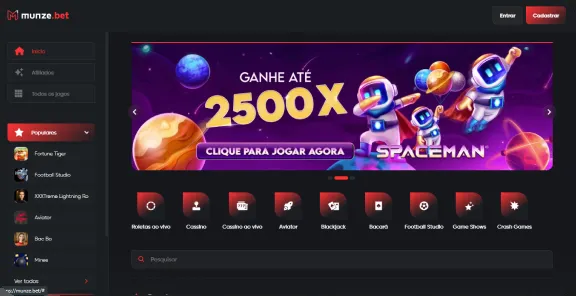 munze.bet
Entrar
Cadastrar
Início
Afiliados
Todos os jogos
Populares
Fortune Tiger
Football Studio
XXXTreme Lightning Ro
Aviator
Bac Bo
Mines
Ver todos
GANHE ATÉ
2500X
CLIQUE PARA JOGAR AGORA
SPACEMAN
Roletas ao vivo
Cassino
Cassino ao vivo
Aviator
Blackjack
Bacará
Football Studio
Game Shows
Crash Games
Pesquisar